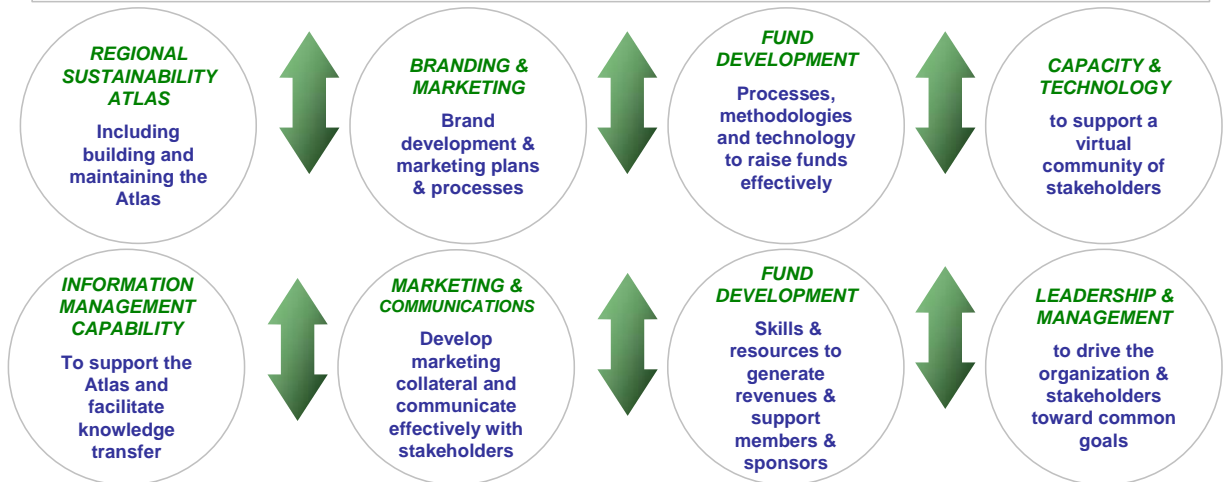 REGIONAL
SUSTAINABILITY
ATLAS
Including
building and
maintaining the
Atlas
BRANDING &
MARKETING
Brand
development &
marketing plans
& processes
FUND
DEVELOPMENT
Processes,
methodologies
and technology
to raise funds
effectively
CAPACITY &
TECHNOLOGY
to support a
virtual
community of
stakeholders
INFORMATION
MANAGEMENT
CAPABILITY
To support the
Atlas and
facilitate
knowledge
transfer
MARKETING &
COMMUNICATIONS
Develop
marketing
collateral and
communicate
effectively with
stakeholders
FUND
DEVELOPMENT
Skills &
resources to
generate
revenues &
support
members &
sponsors
LEADERSHIP &
MANAGEMENT
to drive the
organization &
stakeholders
toward common
goals